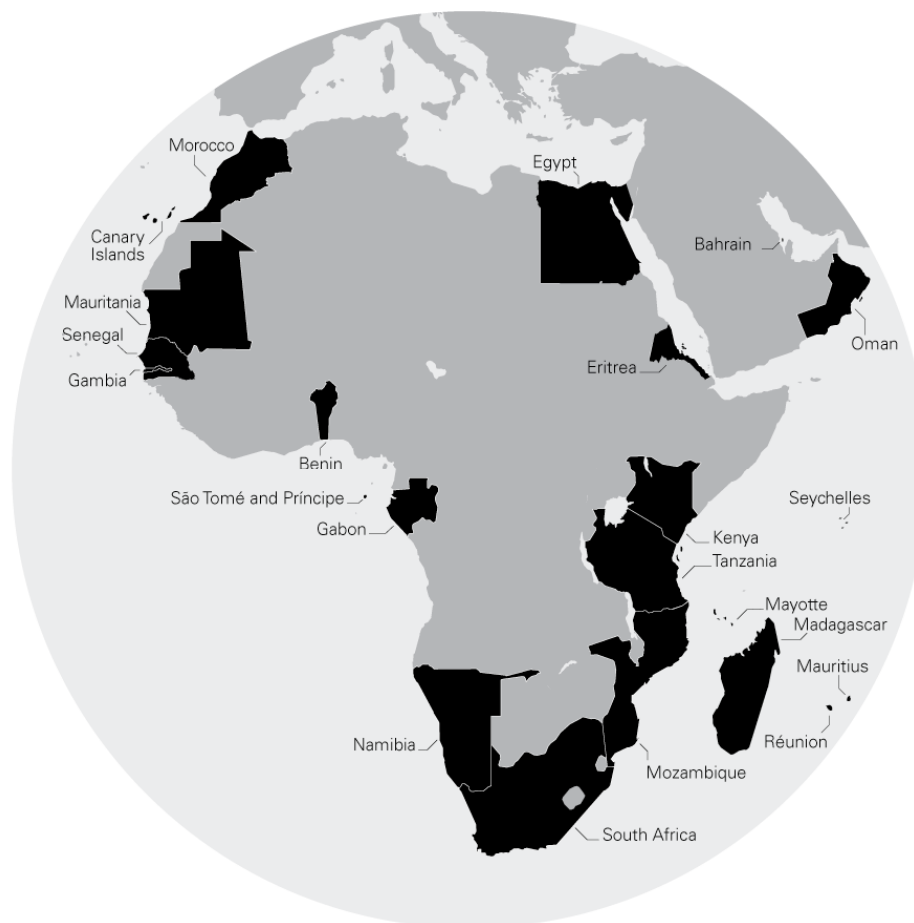 Morocco
Egypt
Canary
Islands
Bahrain
Mauritania
Oman
Senegal
Eritrea
Gambia
Benin
São Tomé and Príncipe
Seychelles
Gabon
Kenya
Tanzania
Mayotte
Madagascar
Mauritius
Namibia
Réunion
Mozambique
South Africa